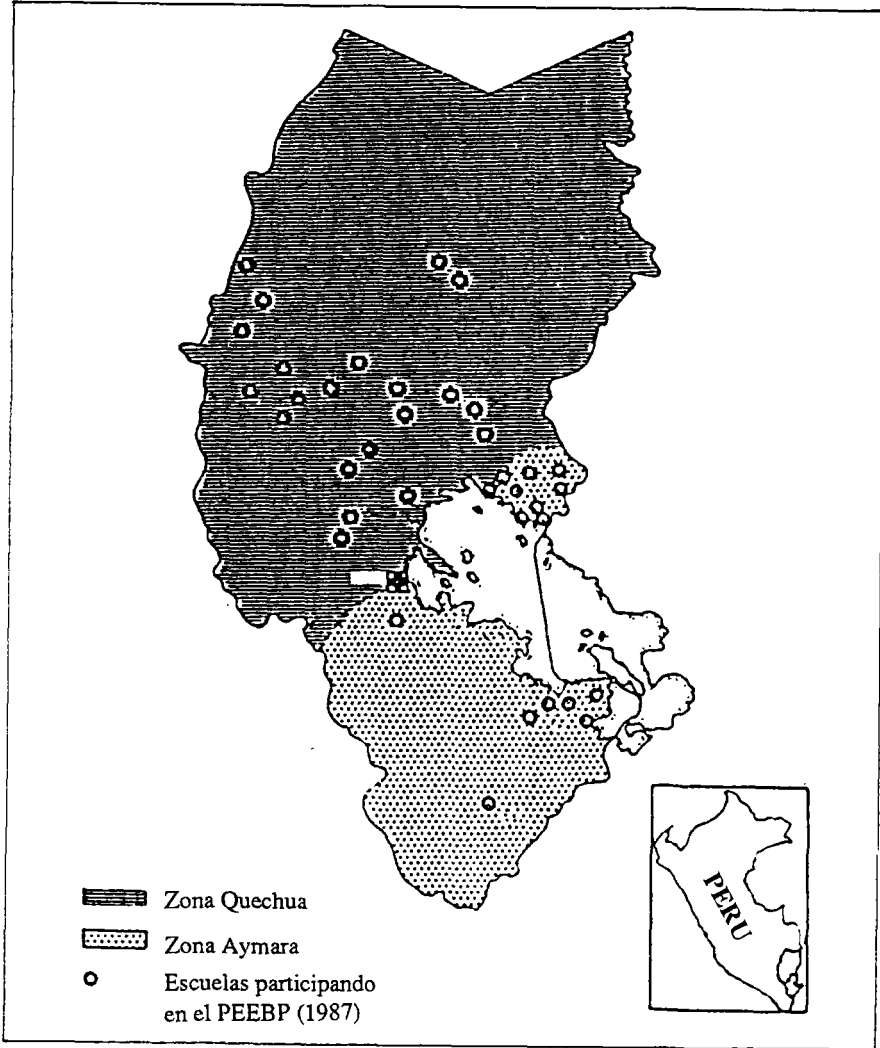 Zona Quechua
Zona Aymara
Escuelas participando
en el PEEBP (1987)
PERU